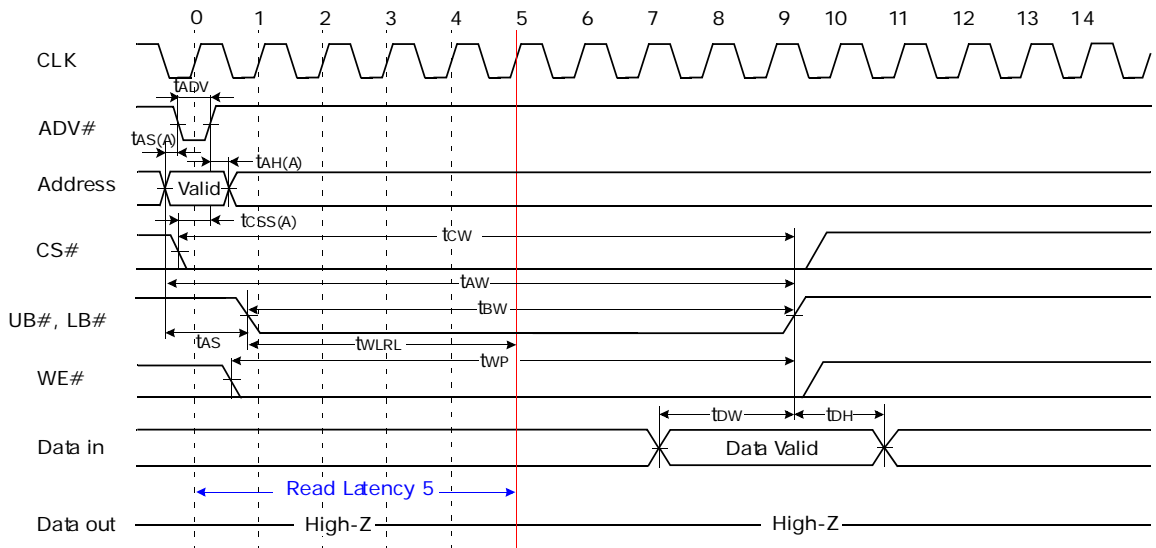 0 1 2 3 4 5 6 7 8 9 10 11 12 13 14
CLK
tADV
ADV#
tAS(A)
tAH(A)
Address
Valid
tCSS(A)
CS#
tCW
tAW
UB#, LB#
tBW
tAS
tWLRL
tWP
WE#
tDW
tDH
Data in
Data Valid
Read Latency 5
Data out
High-Z
High-Z